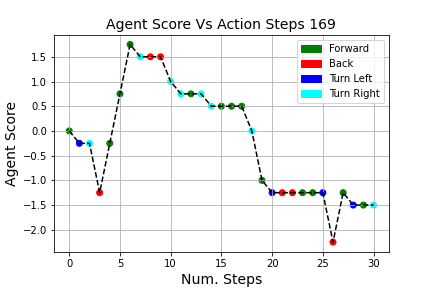 Agent Score Vs Action Steps 169
Agent Score
1.5
1.0
0.5
0.0
−0.5
−1.0
−1.5
−2.0
Forward
Back
Turn Left
Turn Right
0 5 10 15 20 25 30
Num. Steps